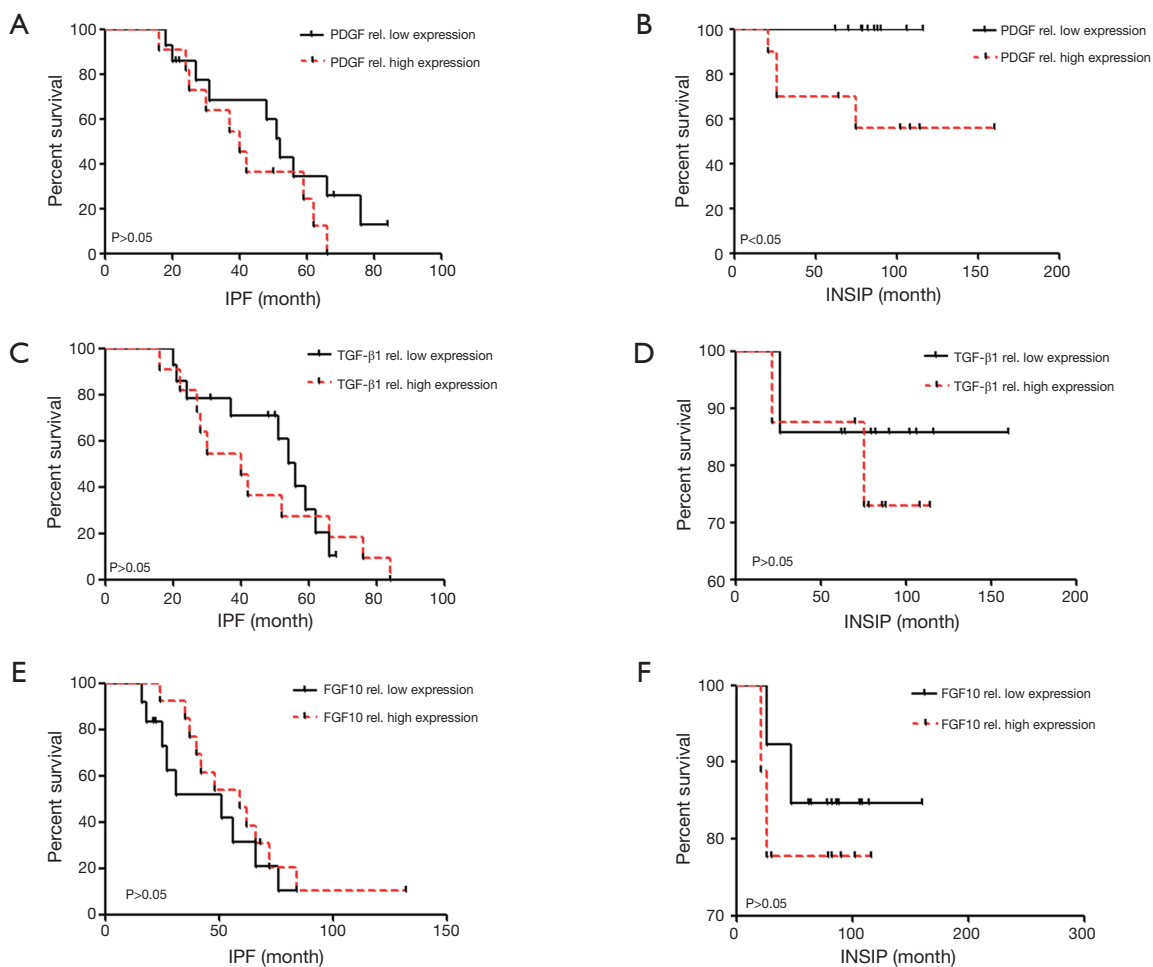 A
PDGF rel. low expression
PDGF rel. high expression
Percent survival
100
80
60
40
20
0
P>0.05
0
20
40
60
80
100
IPF (month)
B
PDGF rel. low expression
PDGF rel. high expression
Percent survival
100
80
60
40
20
0
P<0.05
0
50
100
150
200
INSIP (month)
C
TGF-β1 rel. low expression
TGF-β1 rel. high expression
Percent survival
100
80
60
40
20
0
P>0.05
0
20
40
60
80
100
IPF (month)
D
TGF-β1 rel. low expression
TGF-β1 rel. high expression
Percent survival
100
90
80
70
60
P>0.05
0
50
100
150
200
INSIP (month)
E
FGF10 rel. low expression
FGF10 rel. high expression
Percent survival
100
80
60
40
20
0
P>0.05
0
50
100
150
IPF (month)
F
FGF10 rel. low expression
FGF10 rel. high expression
Percent survival
100
90
80
70
P>0.05
0
100
200
300
INSIP (month)